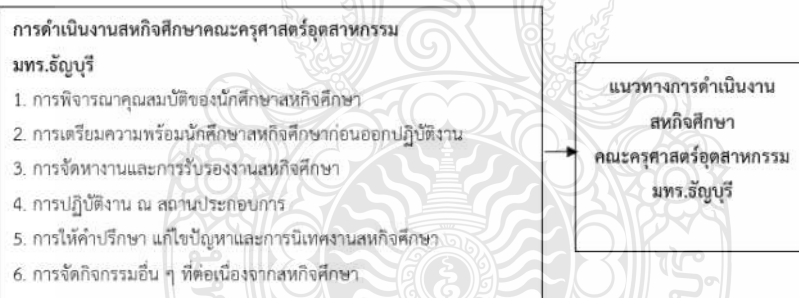 การดำเนินงานสหกิจศึกษาคณะครุศาสตร์อุตสาหกรรม
มทร.ธัญบุรี
1. การพิจารณาคุณสมบัติของนักศึกษาสหกิจศึกษา
2. การเตรียมความพร้อมนักศึกษาสหกิจศึกษาก่อนออกปฏิบัติงาน
3. การจัดหางานและการรับรองงานสหกิจศึกษา
4. การปฏิบัติงาน ณ สถานประกอบการ
5. การให้คำปรึกษา แก้ไขปัญหาและการนิเทศงานสหกิจศึกษา
6. การจัดกิจกรรมอื่น ๆ ที่ต่อเนื่องจากสหกิจศึกษา
แนวทางการดำเนินงาน
สหกิจศึกษา
คณะครุศาสตร์อุตสาหกรรม
มทร.ธัญบุรี